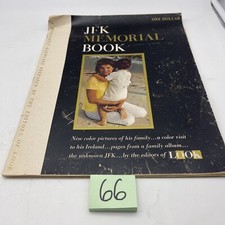 ONE DOLLAR
JFK
MEMORIAL
BOOK
New color pictures of his family...a color visit
to his Ireland...pages from a family album...
the unknown JFK...by the editors of LOOK
66